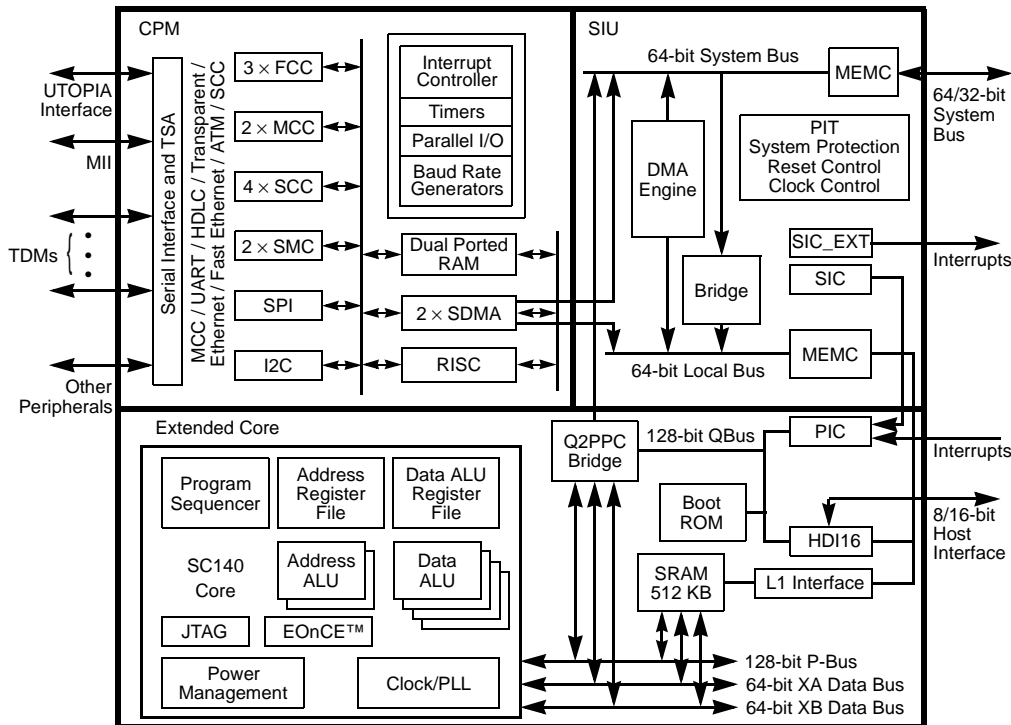 CPM
SIU
UTOPIA
Interface
MII
TDMs
Other
Peripherals
Serial Interface and TSA
MCC / UART / HDLC / Transparent /
Ethernet / Fast Ethernet / ATM / SCC
3 × FCC
2 × MCC
4 × SCC
2 × SMC
SPI
I2C
Interrupt
Controller
Timers
Parallel I/O
Baud Rate
Generators
Dual Ported
RAM
2 × SDMA
RISC
64-bit System Bus
MEMC
64/32-bit
System
Bus
DMA
Engine
PIT
System Protection
Reset Control
Clock Control
SIC_EXT
Interrupts
SIC
Bridge
MEMC
64-bit Local Bus
Extended Core
Program
Sequencer
Address
Register
File
Data ALU
Register
File
SC140
Core
Address
ALU
Data
ALU
JTAG
EOnCE™
Power
Management
Clock/PLL
Q2PPC
Bridge
128-bit QBus
PIC
Interrupts
Boot
ROM
HDI16
8/16-bit
Host
Interface
SRAM
512 KB
L1 Interface
128-bit P-Bus
64-bit XA Data Bus
64-bit XB Data Bus